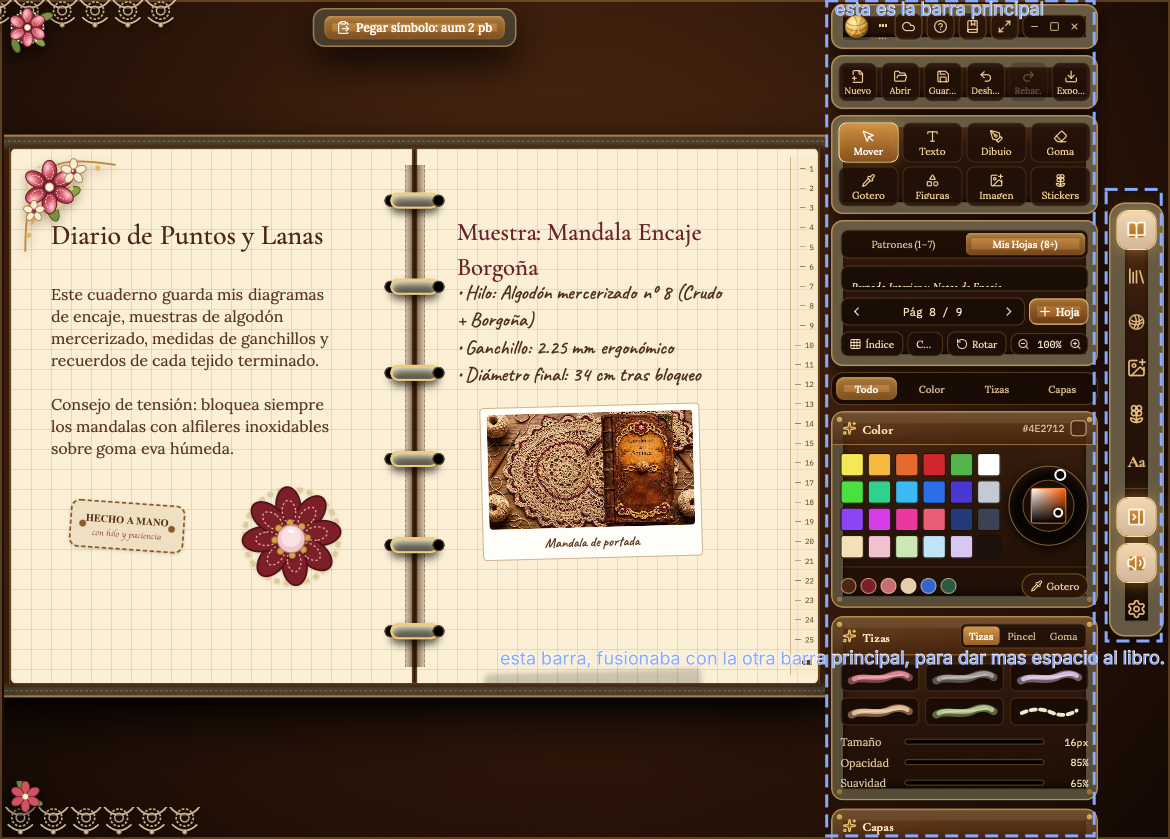 esta es la barra principal
Pegar símbolo: aum 2 pb
Nuevo
Abrir
Guar...
Desh...
Rehac.
Expo...
Mover
Texto
Dibujo
Goma
Gotero
Figuras
Imagen
Stickers
Patrones (1-7)
Mis Hojas (8+)
Portada Interior y Notas de Encaje
Pág 8 / 9
+ Hoja
Índice
C...
Rotar
100%
Todo
Color
Tizas
Capas
Color
#4E2712
Gotero
Tizas
Tizas
Pincel
Goma
Tamaño
16px
Opacidad
85%
Suavidad
65%
Capas
Aa
Diario de Puntos y Lanas
Este cuaderno guarda mis diagramas
de encaje, muestras de algodón
mercerizado, medidas de ganchillos y
recuerdos de cada tejido terminado.
Consejo de tensión: bloquea siempre
los mandalas con alfileres inoxidables
sobre goma eva húmeda.
HECHO A MANO
con hilo y paciencia
Muestra: Mandala Encaje
Borgoña
• Hilo: Algodón mercerizado nº 8 (Crudo
+ Borgoña)
• Ganchillo: 2.25 mm ergonómico
• Diámetro final: 34 cm tras bloqueo
Mandala de portada
1
2
3
4
5
6
7
8
9
10
11
12
13
14
15
16
17
18
19
20
21
22
23
24
25
esta barra, fusionaba con la otra barra principal, para dar mas espacio al libro.